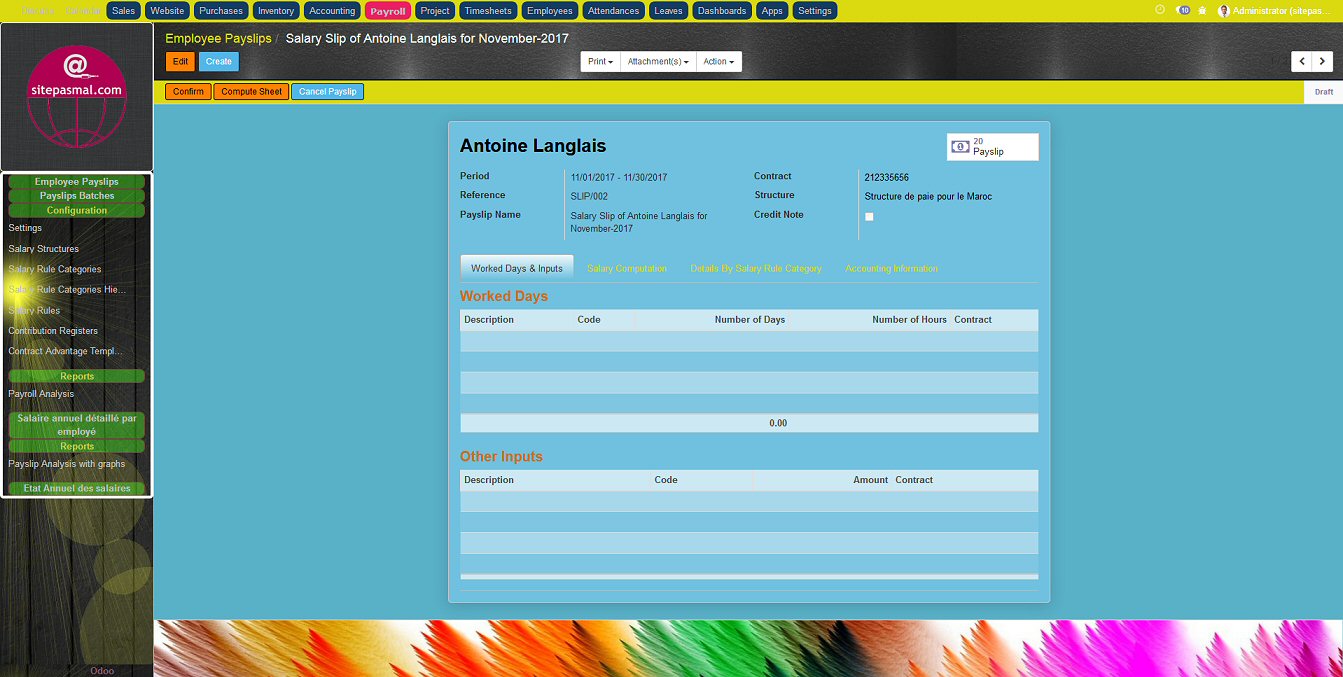 Sales Website Purchases Inventory Accounting Payroll Project Timesheets Employees Attendances Leaves Dashboards Apps Settings
10 Administrator (sitepas...
@
sitepasmal.com
Employee Payslips / Salary Slip of Antoine Langlais for November-2017
Edit Create
Print Attachment(s) Action
Confirm Compute Sheet Cancel Payslip
Draft
Employee Payslips
Payslips Batches
Configuration
Settings
Salary Structures
Salary Rule Categories
Salary Rule Categories Hie...
Salary Rules
Contribution Registers
Contract Advantage Templ...
Reports
Payroll Analysis
Salaire annuel détaillé par
employé
Reports
Payslip Analysis with graphs
Etat Annuel des salaires
Odoo
Antoine Langlais
20
Payslip
Period 11/01/2017 - 11/30/2017 Contract 212335656
Reference SLIP/002 Structure Structure de paie pour le Maroc
Payslip Name Salary Slip of Antoine Langlais for Credit Note
November-2017
Worked Days & Inputs Salary Computation Details By Salary Rule Category Accounting Information
Worked Days
Description Code Number of Days Number of Hours Contract
0.00
Other Inputs
Description Code Amount Contract